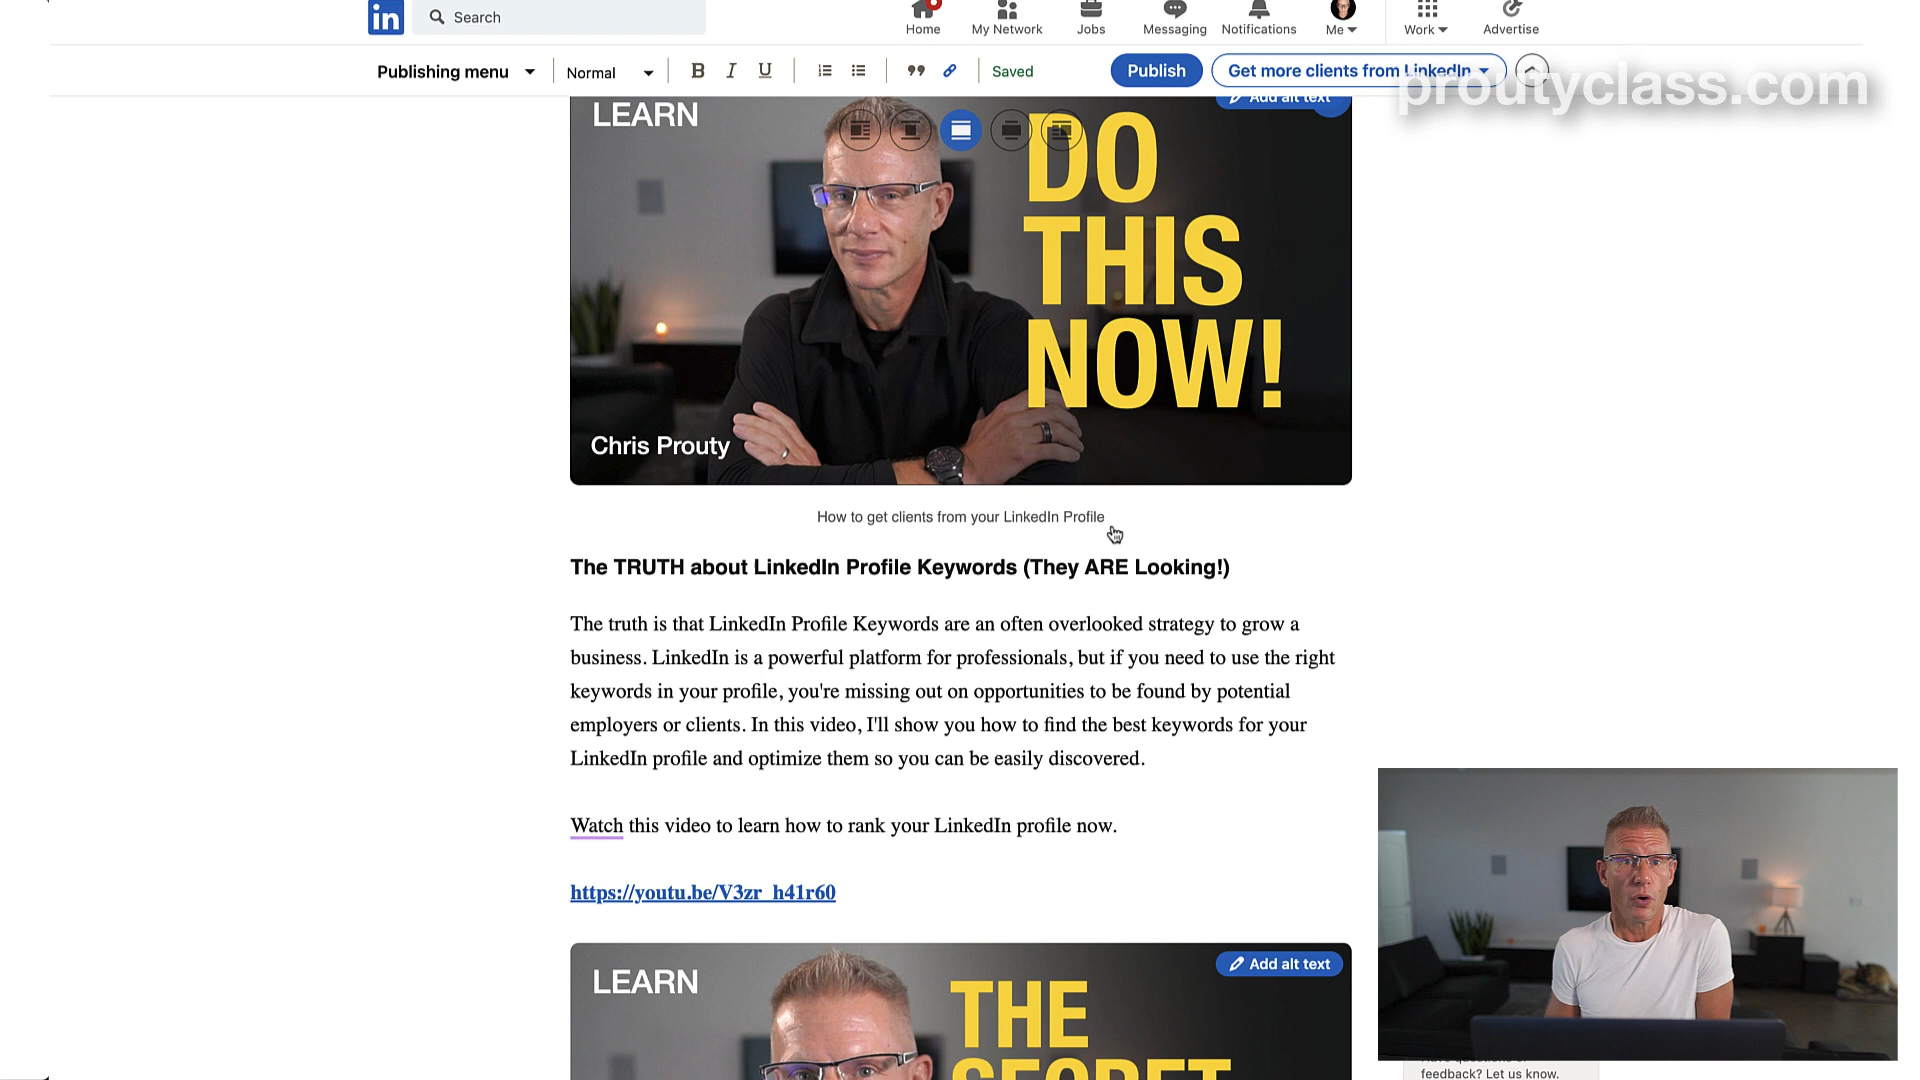 in
Search
Home
My Network
Jobs
Messaging
Notifications
Me
Work
Advertise
Publishing menu
Normal
B I U
Saved
Publish
Get more clients from LinkedIn
proutyclass.com
LEARN
Add alt text
DO
THIS
NOW!
Chris Prouty
How to get clients from your LinkedIn Profile
The TRUTH about LinkedIn Profile Keywords (They ARE Looking!)
The truth is that LinkedIn Profile Keywords are an often overlooked strategy to grow a
business. LinkedIn is a powerful platform for professionals, but if you need to use the right
keywords in your profile, you're missing out on opportunities to be found by potential
employers or clients. In this video, I'll show you how to find the best keywords for your
LinkedIn profile and optimize them so you can be easily discovered.
Watch this video to learn how to rank your LinkedIn profile now.
https://youtu.be/V3zr_h41r60
LEARN
Add alt text
THE
SECRET
feedback? Let us know.